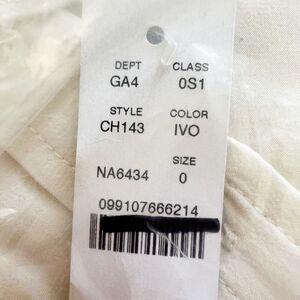 DEPT CLASS
GA4 0S1
STYLE COLOR
CH143 IVO
SIZE
NA6434 0
099107666214